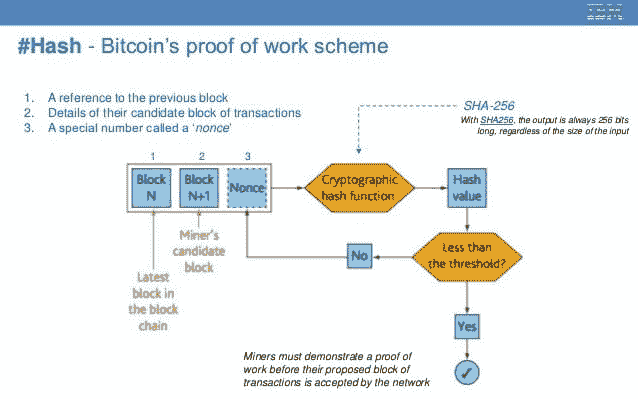 IBM
#Hash - Bitcoin's proof of work scheme
1. A reference to the previous block
2. Details of their candidate block of transactions
3. A special number called a 'nonce'
SHA-256
With SHA256, the output is always 256 bits
long, regardless of the size of the input
1 2 3
Block
N
Block
N+1
Nonce
Cryptographic
hash function
Hash
value
Miner's
candidate
block
Latest
block in
the block
chain
No
Less than
the threshold?
Yes
Miners must demonstrate a proof of
work before their proposed block of
transactions is accepted by the network